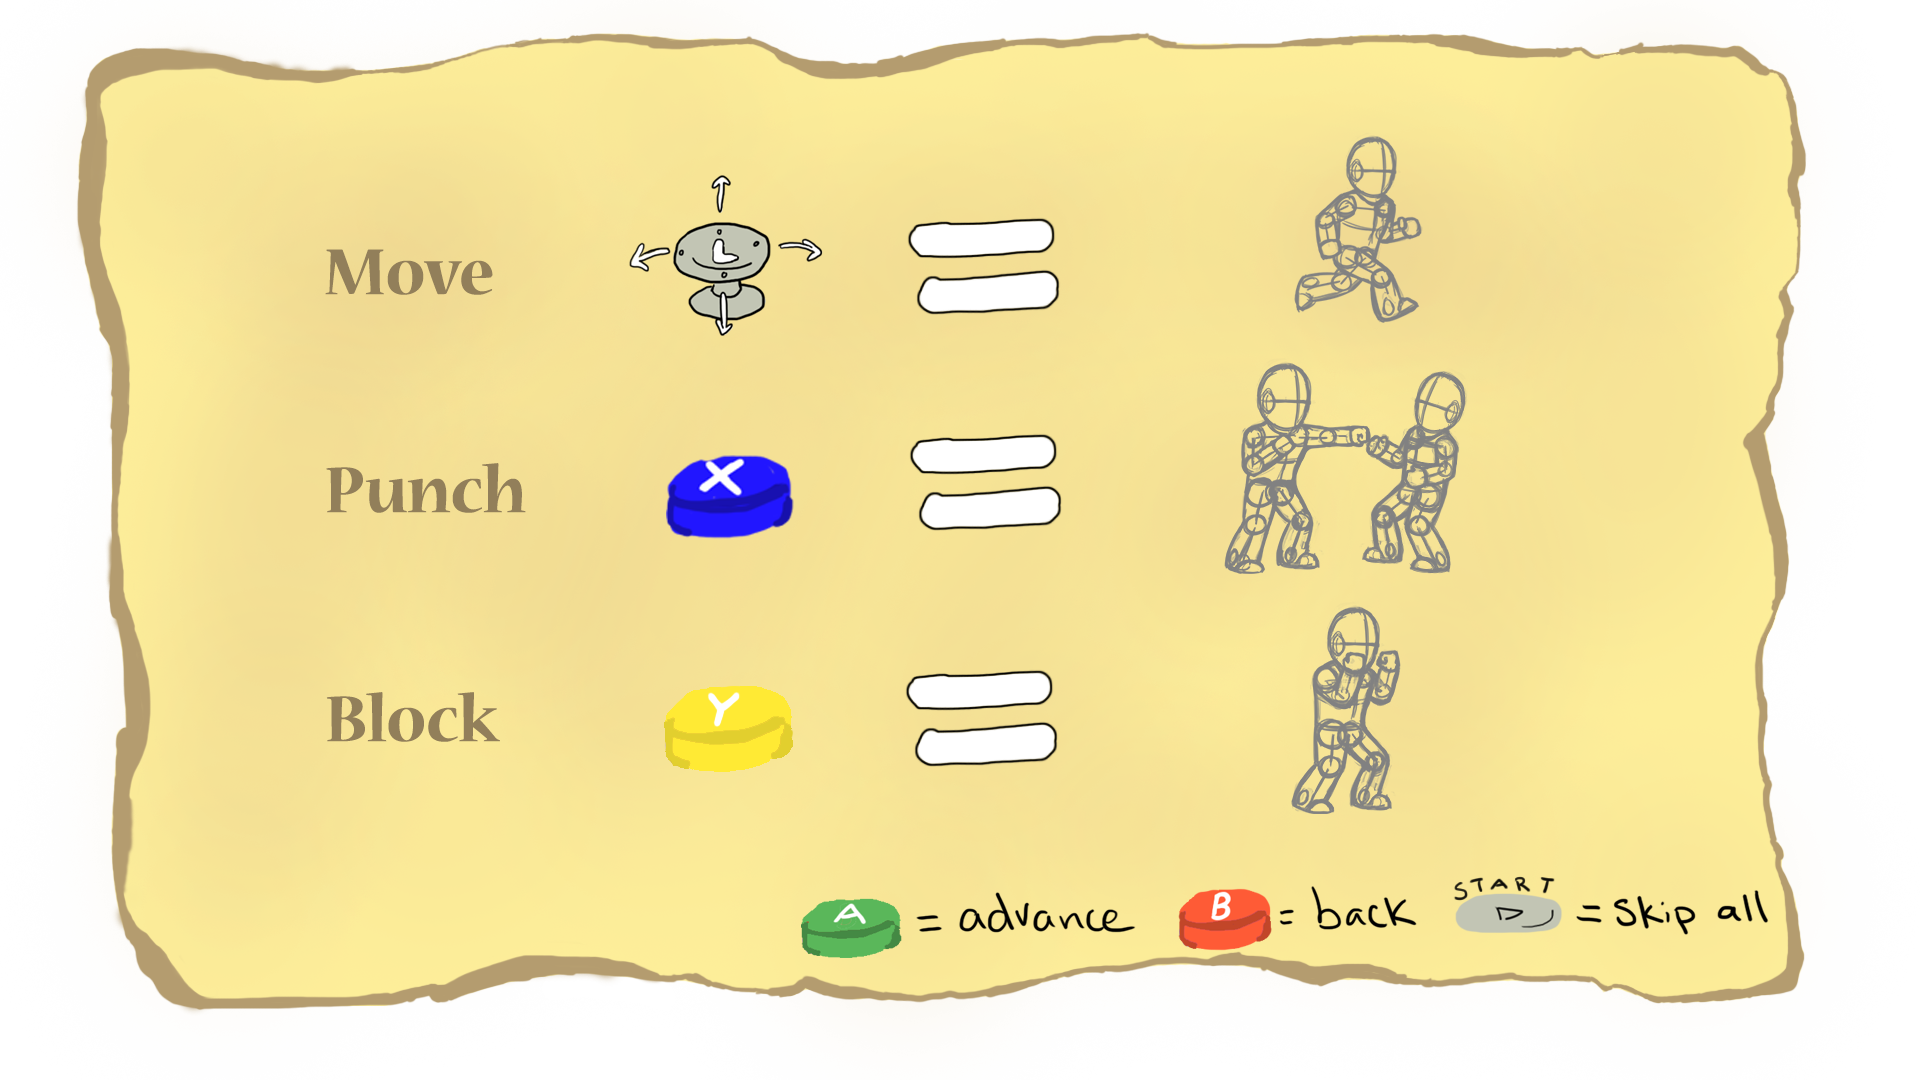 Move L
Punch X
Block Y
START
A = advance B = back = skip all